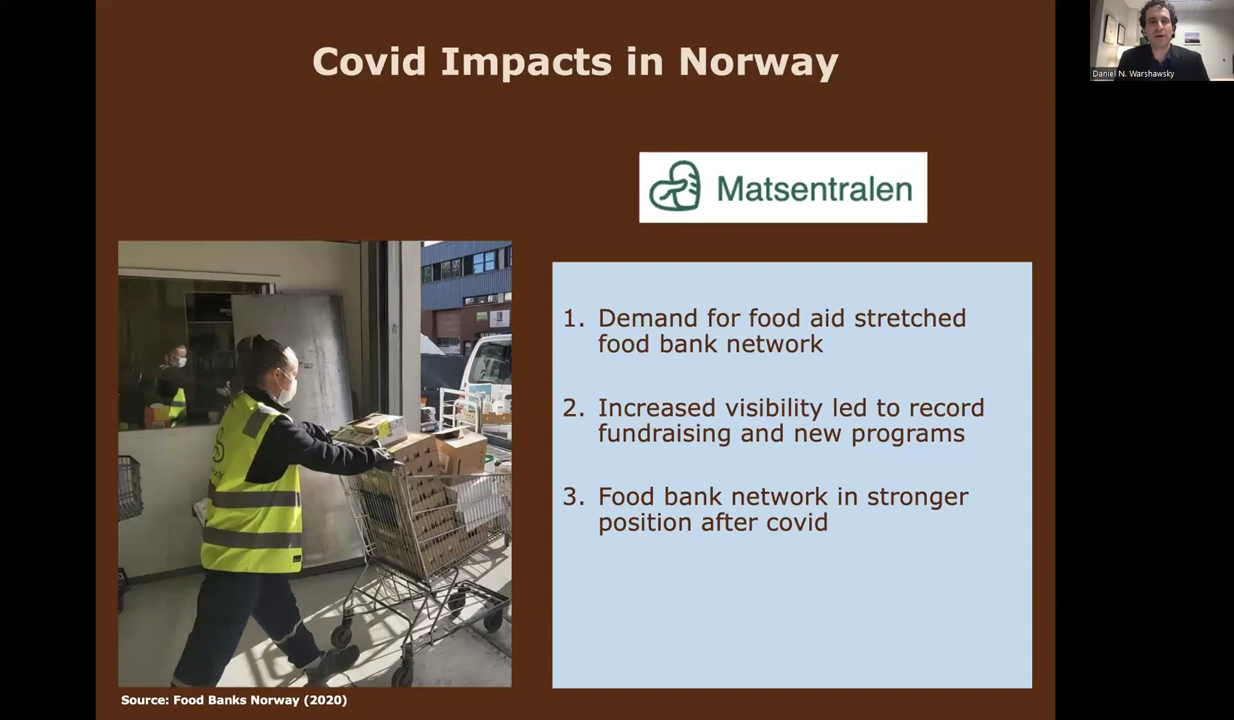 Covid Impacts in Norway
Daniel N. Warshawsky
Matsentralen
1. Demand for food aid stretched
food bank network
2. Increased visibility led to record
fundraising and new programs
3. Food bank network in stronger
position after covid
Source: Food Banks Norway (2020)